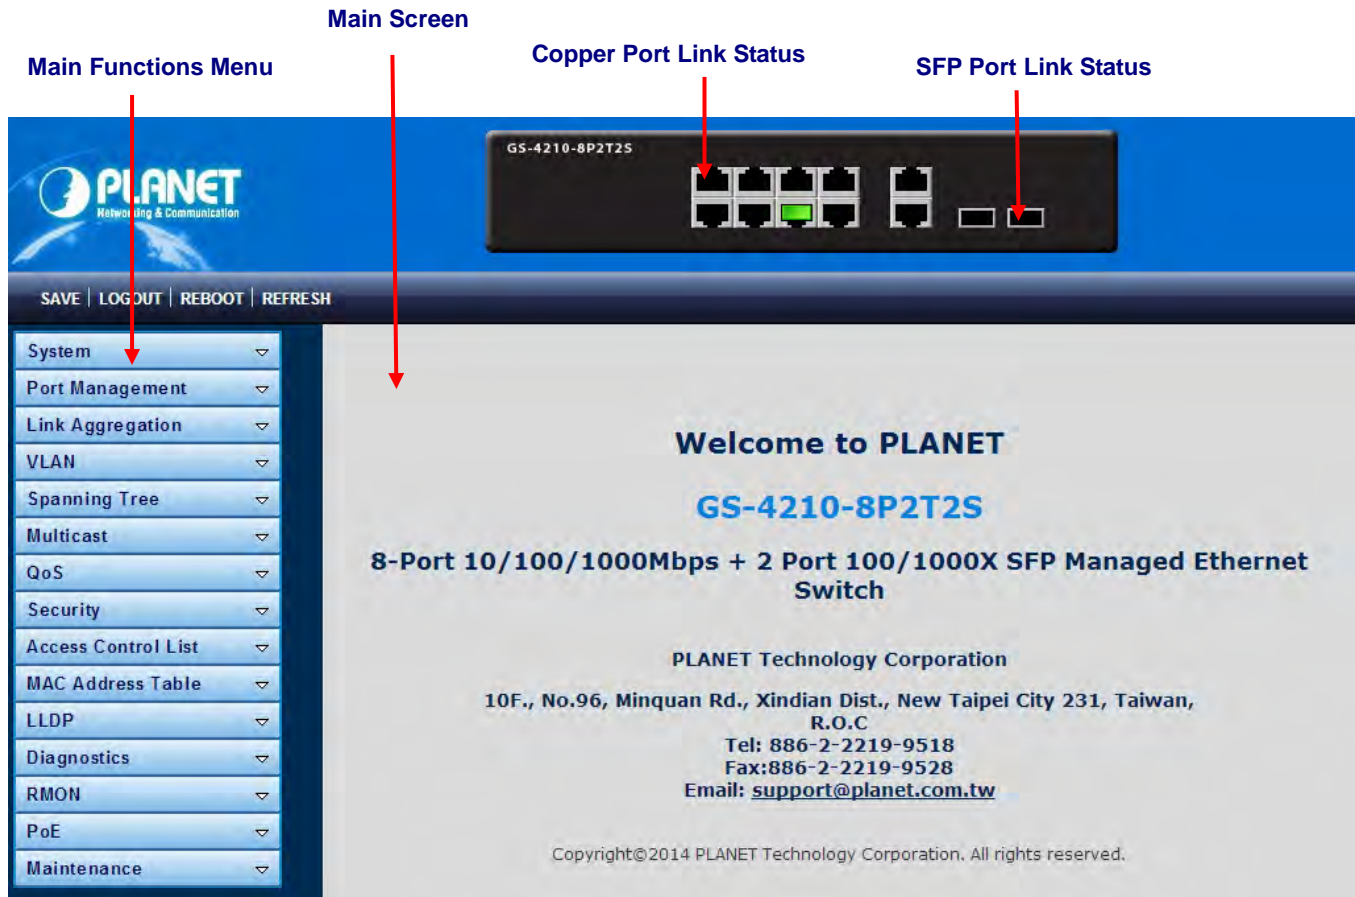 Main Screen
Main Functions Menu
Copper Port Link Status
SFP Port Link Status
GS-4210-8P2T2S
PLANET
Networking & Communication
SAVE | LOGOUT | REBOOT | REFRESH
System
Port Management
Link Aggregation
VLAN
Spanning Tree
Multicast
QoS
Security
Access Control List
MAC Address Table
LLDP
Diagnostics
RMON
PoE
Maintenance
Welcome to PLANET
GS-4210-8P2T2S
8-Port 10/100/1000Mbps + 2 Port 100/1000X SFP Managed Ethernet
Switch
PLANET Technology Corporation
10F., No.96, Minquan Rd., Xindian Dist., New Taipei City 231, Taiwan,
R.O.C
Tel: 886-2-2219-9518
Fax:886-2-2219-9528
Email: support@planet.com.tw
Copyright©2014 PLANET Technology Corporation. All rights reserved.